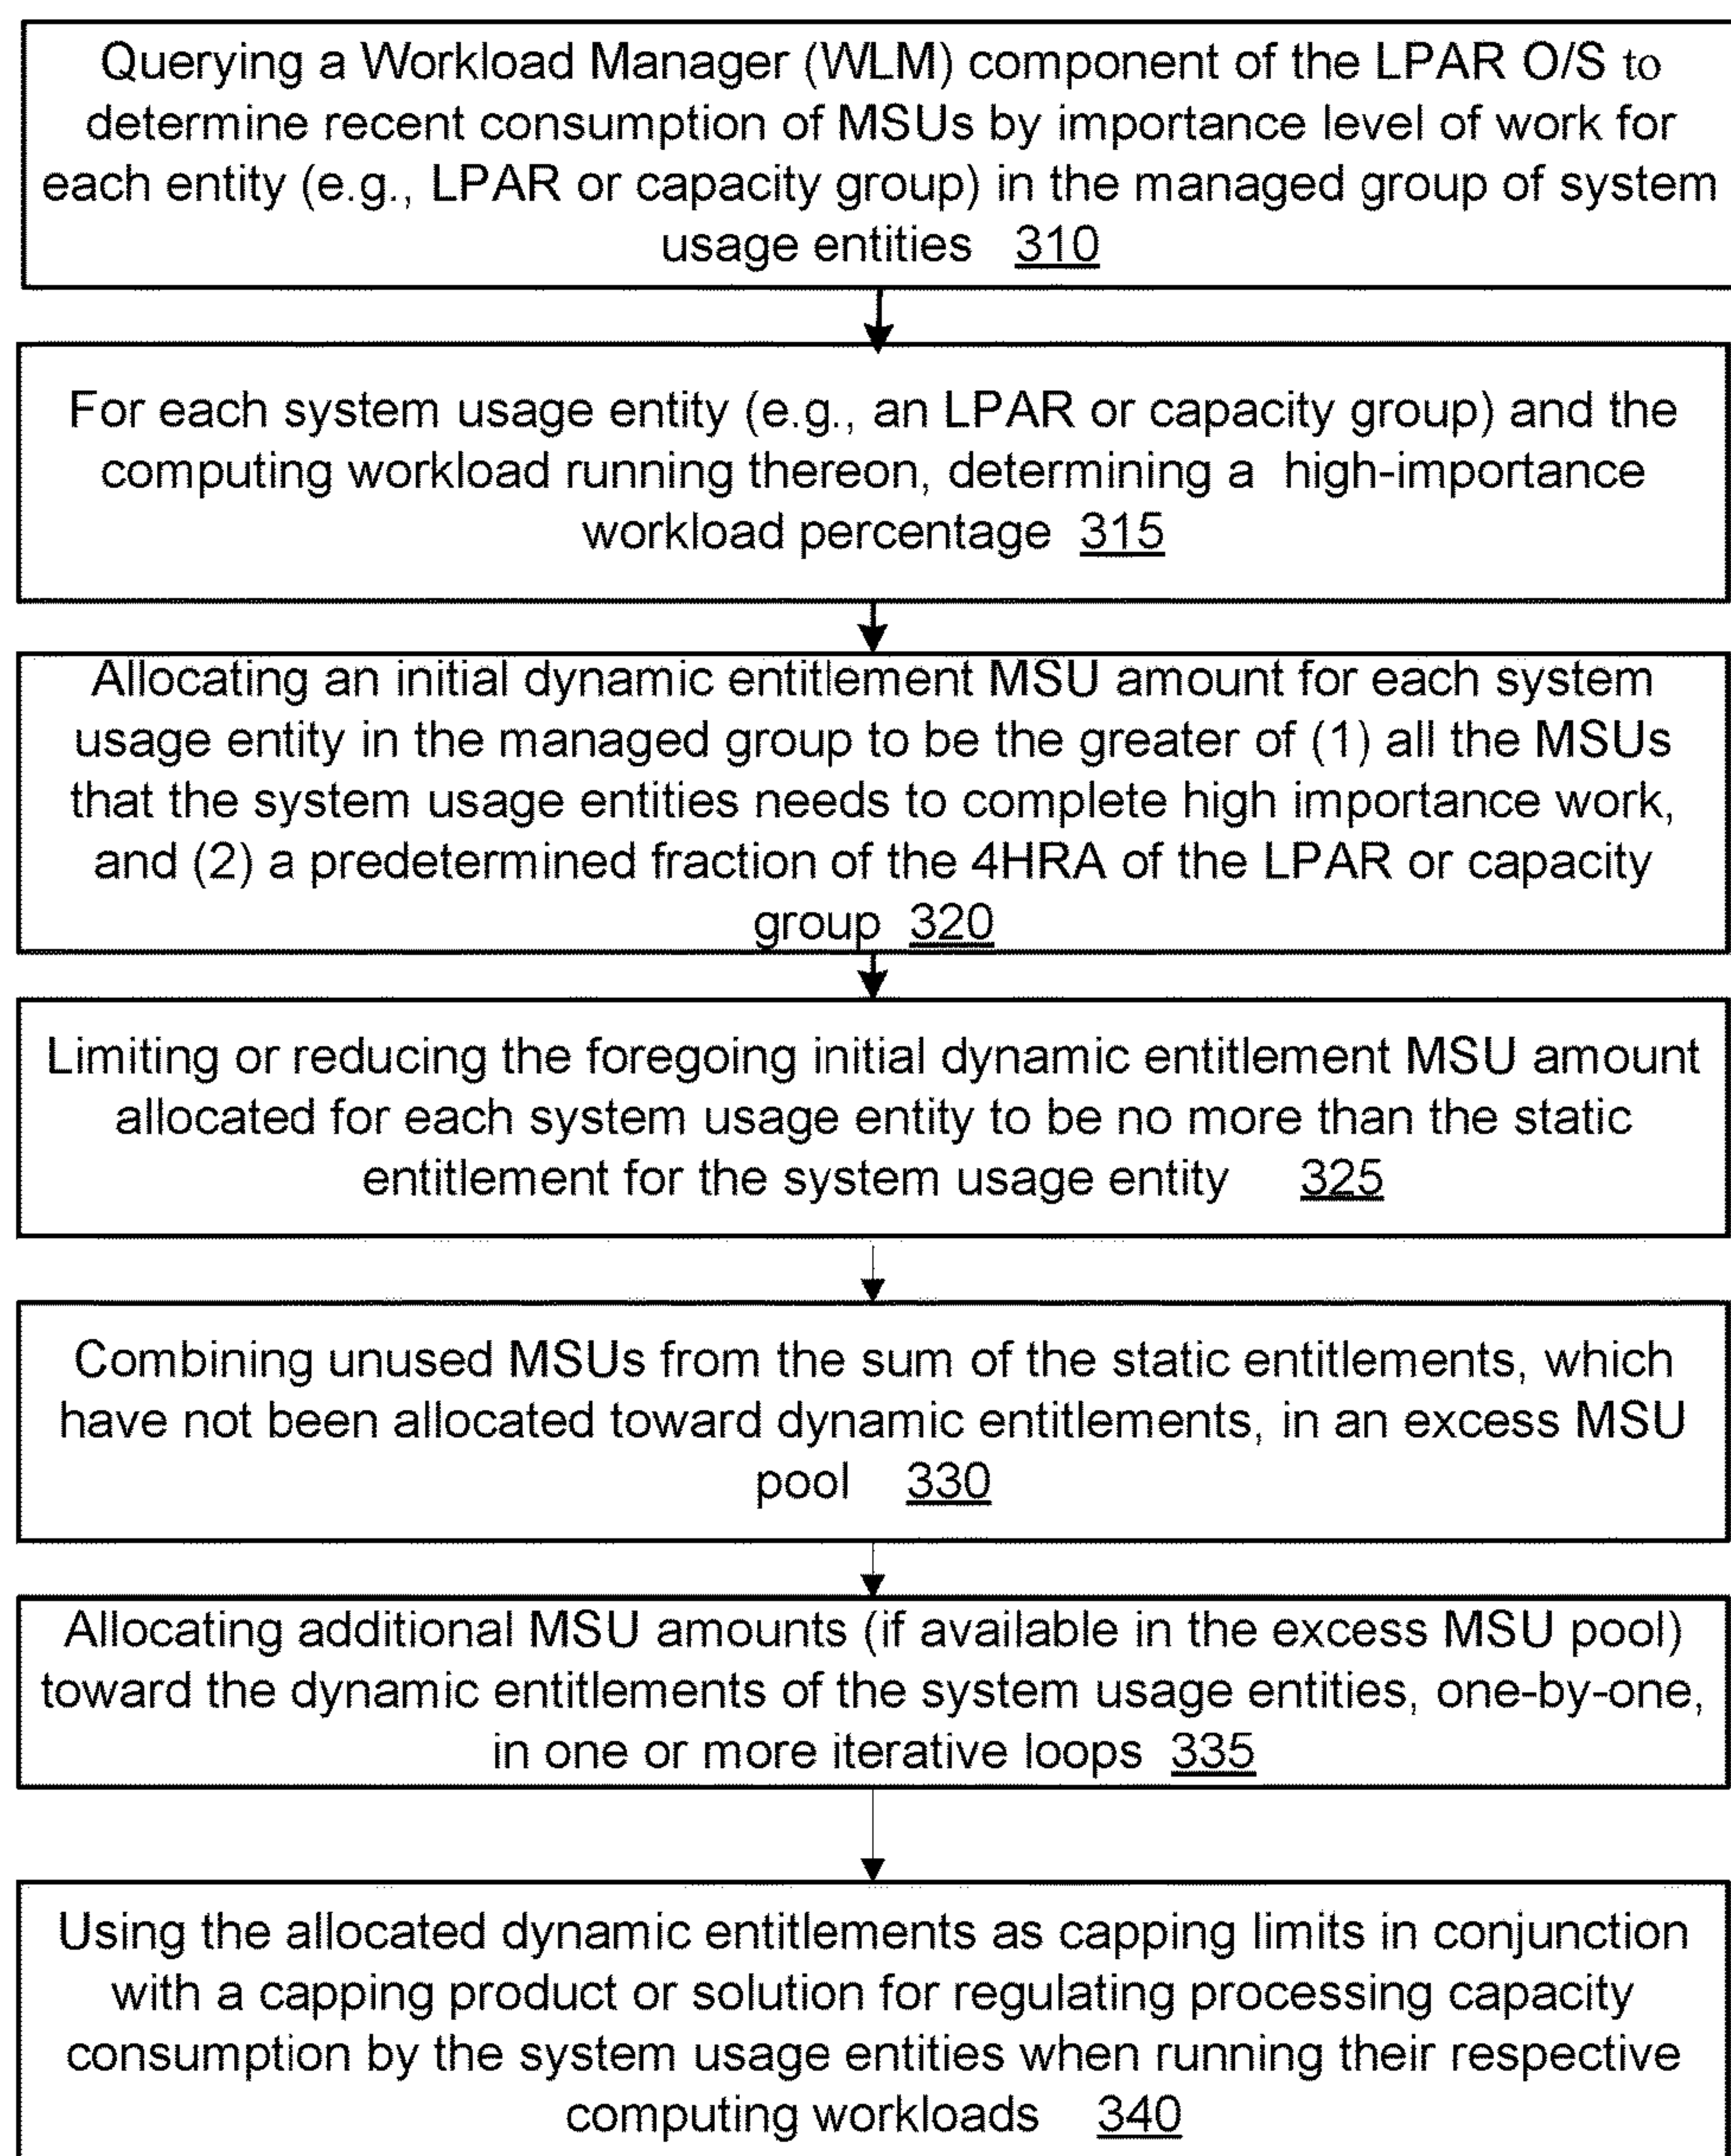 Querying a Workload Manager (WLM) component of the LPAR O/S to
determine recent consumption of MSUs by importance level of work for
each entity (e.g., LPAR or capacity group) in the managed group of system
usage entities 310
For each system usage entity (e.g., an LPAR or capacity group) and the
computing workload running thereon, determining a high-importance
workload percentage 315
Allocating an initial dynamic entitlement MSU amount for each system
usage entity in the managed group to be the greater of (1) all the MSUs
that the system usage entities needs to complete high importance work,
and (2) a predetermined fraction of the 4HRA of the LPAR or capacity
group 320
Limiting or reducing the foregoing initial dynamic entitlement MSU amount
allocated for each system usage entity to be no more than the static
entitlement for the system usage entity 325
Combining unused MSUs from the sum of the static entitlements, which
have not been allocated toward dynamic entitlements, in an excess MSU
pool 330
Allocating additional MSU amounts (if available in the excess MSU pool)
toward the dynamic entitlements of the system usage entities, one-by-one,
in one or more iterative loops 335
Using the allocated dynamic entitlements as capping limits in conjunction
with a capping product or solution for regulating processing capacity
consumption by the system usage entities when running their respective
computing workloads 340